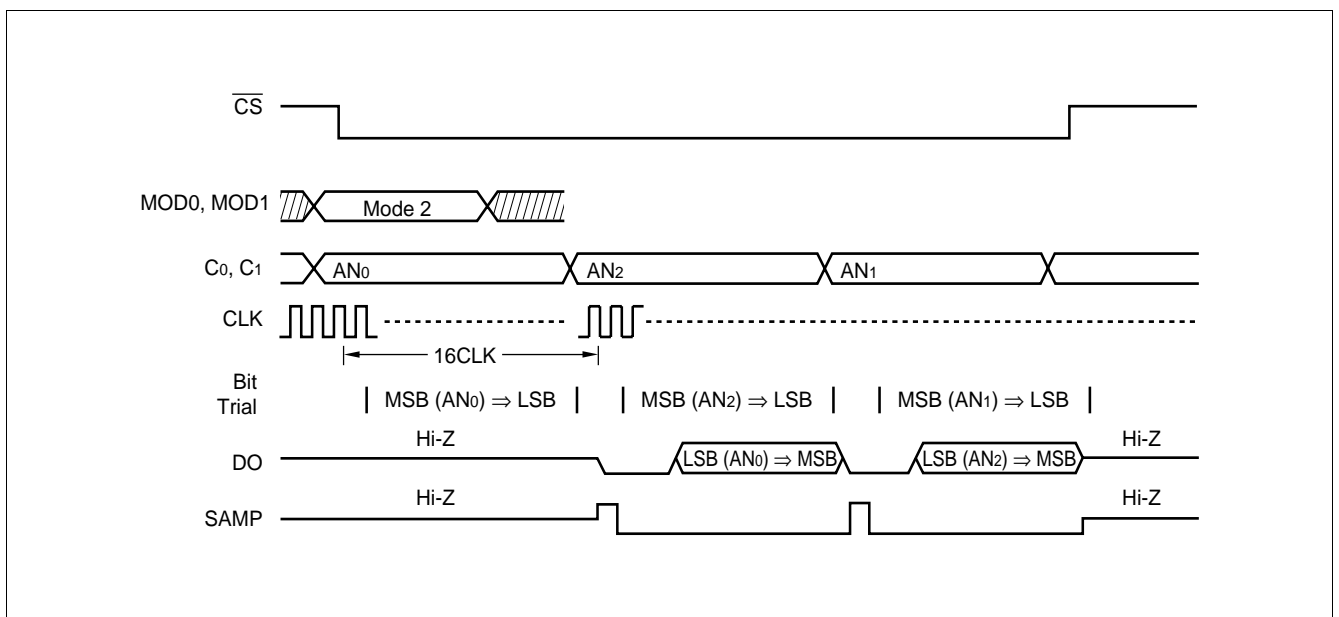 CS
MOD0, MOD1 Mode 2
C0, C1 AN0 AN2 AN1
CLK
16CLK
Bit
Trial
MSB (AN0) ⇒ LSB MSB (AN2) ⇒ LSB MSB (AN1) ⇒ LSB
Hi-Z Hi-Z
DO LSB (AN0) ⇒ MSB LSB (AN2) ⇒ MSB
Hi-Z Hi-Z
SAMP